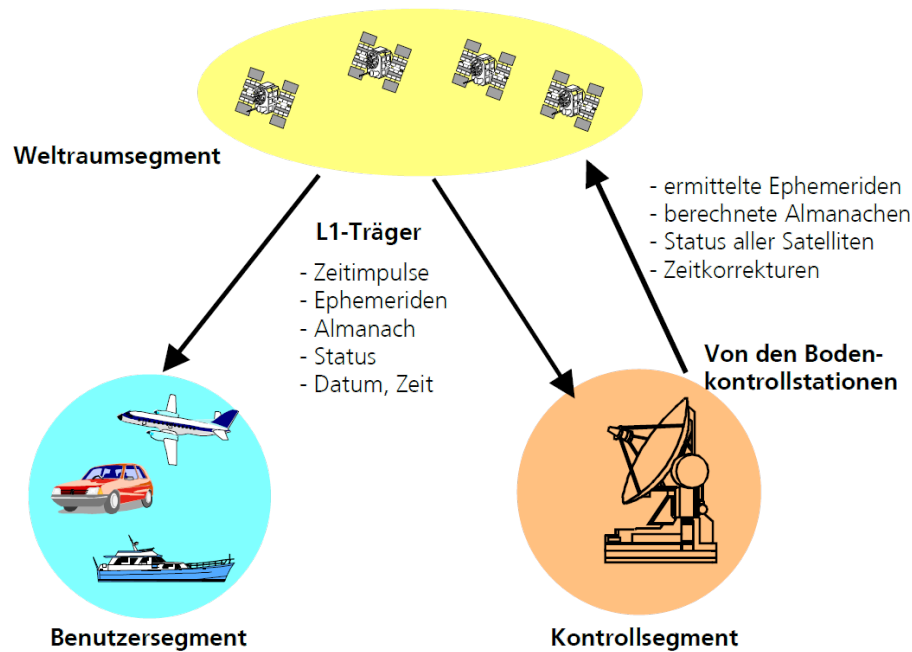 Weltraumsegment
L1-Träger
- Zeitimpulse
- Ephemeriden
- Almanach
- Status
- Datum, Zeit
- ermittelte Ephemeriden
- berechnete Almanachen
- Status aller Satelliten
- Zeitkorrekturen
Von den Boden-
kontrollstationen
Benutzersegment
Kontrollsegment